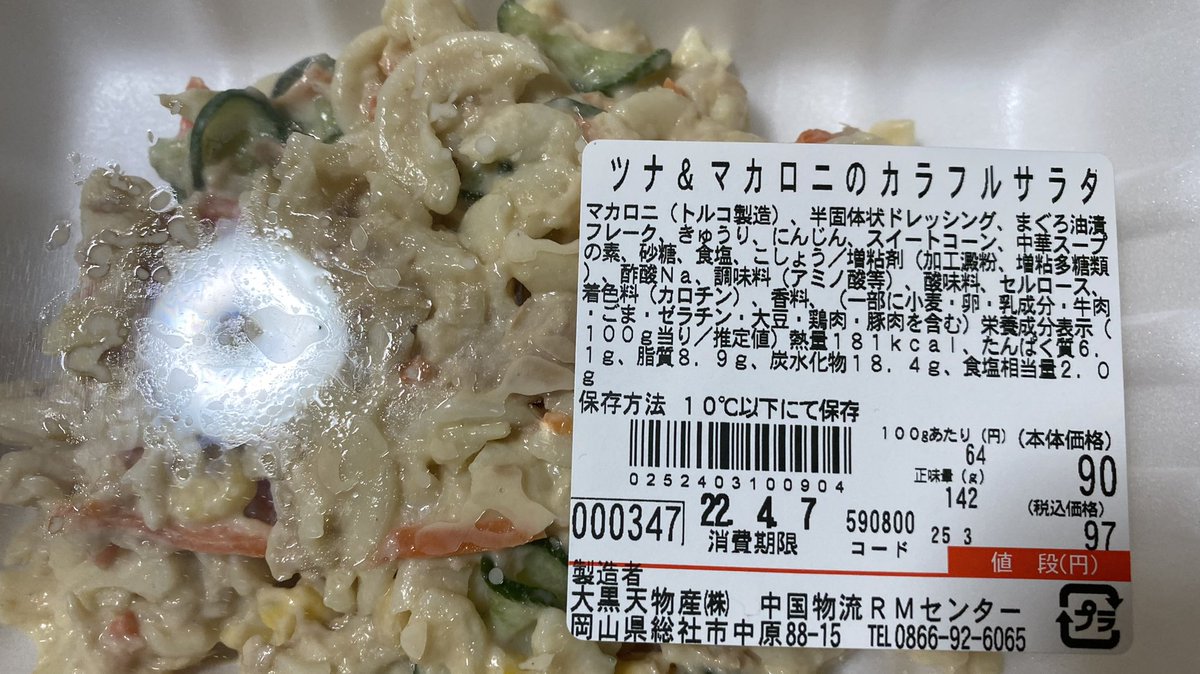 ツナ&マカロニのカラフルサラダ
マカロニ（トルコ製造）、半固体状ドレッシング、まぐろ油漬
フレーク、きゅうり、にんじん、スイートコーン、中華スープ
の素、砂糖、食塩、こしょう／増粘剤（加工澱粉、増粘多糖類
）、酢酸Na、調味料（アミノ酸等）、酸味料、セルロース、
着色料（カロチン）、香料、（一部に小麦・卵・乳成分・牛肉
・ごま・ゼラチン・大豆・鶏肉・豚肉を含む）栄養成分表示（
100g当り／推定値）熱量181kcal、たんぱく質6.
1g、脂質8.9g、炭水化物18.4g、食塩相当量2.0
g
保存方法 10℃以下にて保存
100gあたり（円）（本体価格）
64 90
正味量（g）
142
0252403100904
（税込価格）
97
000347 22.4.7 590800 25 3
消費期限 コード
値 段(円)
製造者
大黒天物産㈱ 中国物流RMセンター
岡山県総社市中原88-15 TEL0866-92-6065
プラ